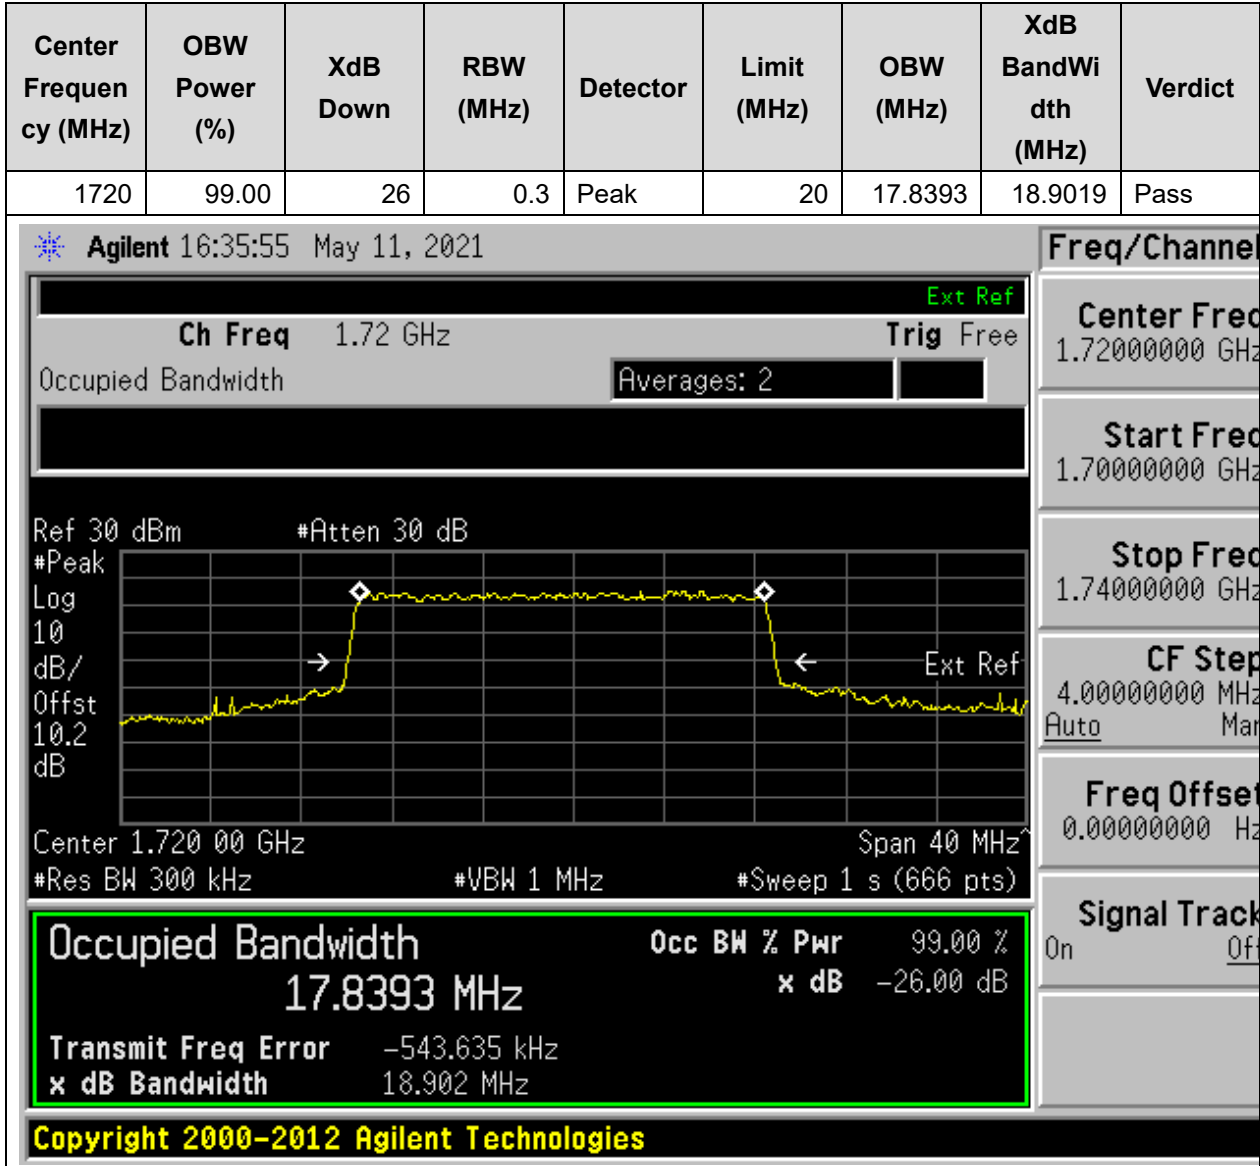 Center Frequen cy (MHz) OBW Power (%) XdB Down RBW (MHz) Detector Limit (MHz) OBW (MHz) XdB BandWi dth (MHz) Verdict
1720 99.00 26 0.3 Peak 20 17.8393 18.9019 Pass
Agilent 16:35:55 May 11, 2021
Freq/Channel
Ext Ref
Ch Freq 1.72 GHz Trig Free
Occupied Bandwidth Averages: 2
Center Freq
1.72000000 GHz
Start Freq
1.70000000 GHz
Stop Freq
1.74000000 GHz
CF Step
4.00000000 MHz
Auto Man
Freq Offset
0.00000000 Hz
Signal Track
On Off
Ref 30 dBm #Atten 30 dB
#Peak
Log
10
dB/
Offst
10.2
dB
Ext Ref
Center 1.720 00 GHz Span 40 MHz^
#Res BW 300 kHz #VBW 1 MHz #Sweep 1 s (666 pts)
Occupied Bandwidth Occ BW % Pwr 99.00 %
17.8393 MHz x dB -26.00 dB
Transmit Freq Error -543.635 kHz
x dB Bandwidth 18.902 MHz
Copyright 2000-2012 Agilent Technologies